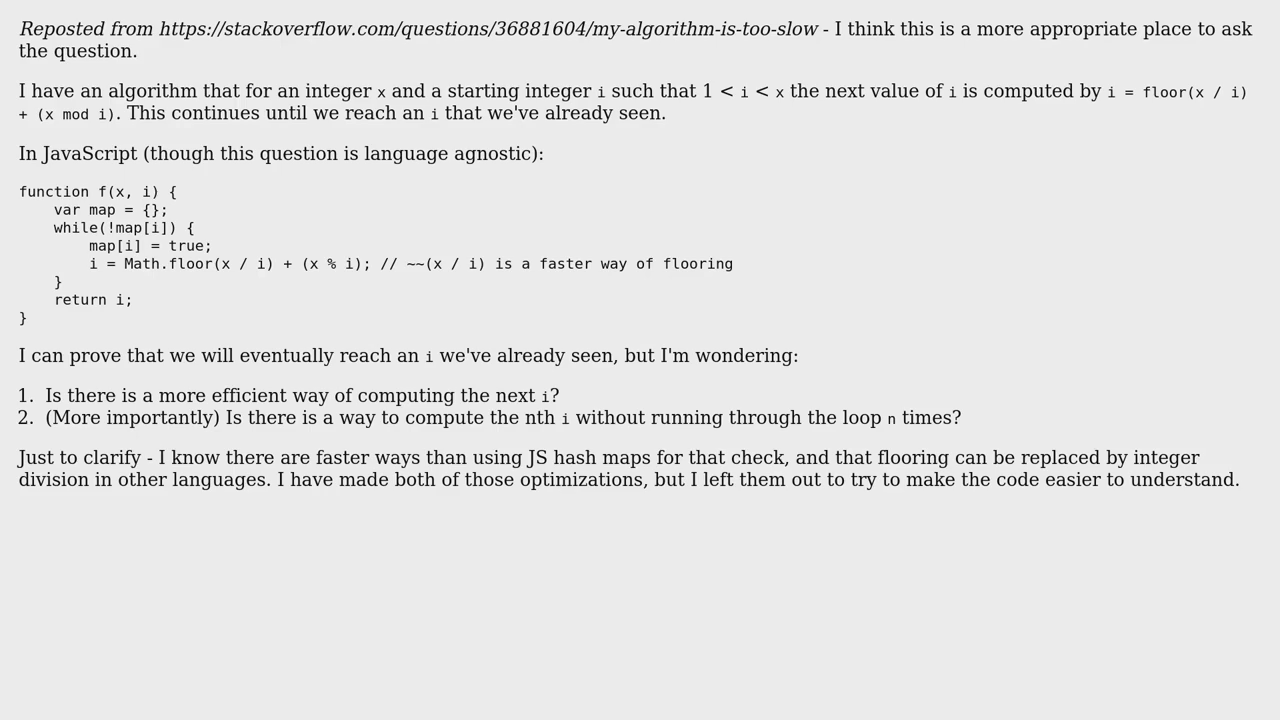 Reposted from https://stackoverflow.com/questions/36881604/my-algorithm-is-too-slow - I think this is a more appropriate place to ask
the question.
I have an algorithm that for an integer x and a starting integer i such that 1 < i < x the next value of i is computed by i = floor(x / i)
+ (x mod i). This continues until we reach an i that we've already seen.
In JavaScript (though this question is language agnostic):
function f(x, i) {
    var map = {};
    while(!map[i]) {
        map[i] = true;
        i = Math.floor(x / i) + (x % i); // ~~(x / i) is a faster way of flooring
    }
    return i;
}
I can prove that we will eventually reach an i we've already seen, but I'm wondering:
1. Is there is a more efficient way of computing the next i?
2. (More importantly) Is there is a way to compute the nth i without running through the loop n times?
Just to clarify - I know there are faster ways than using JS hash maps for that check, and that flooring can be replaced by integer
division in other languages. I have made both of those optimizations, but I left them out to try to make the code easier to understand.